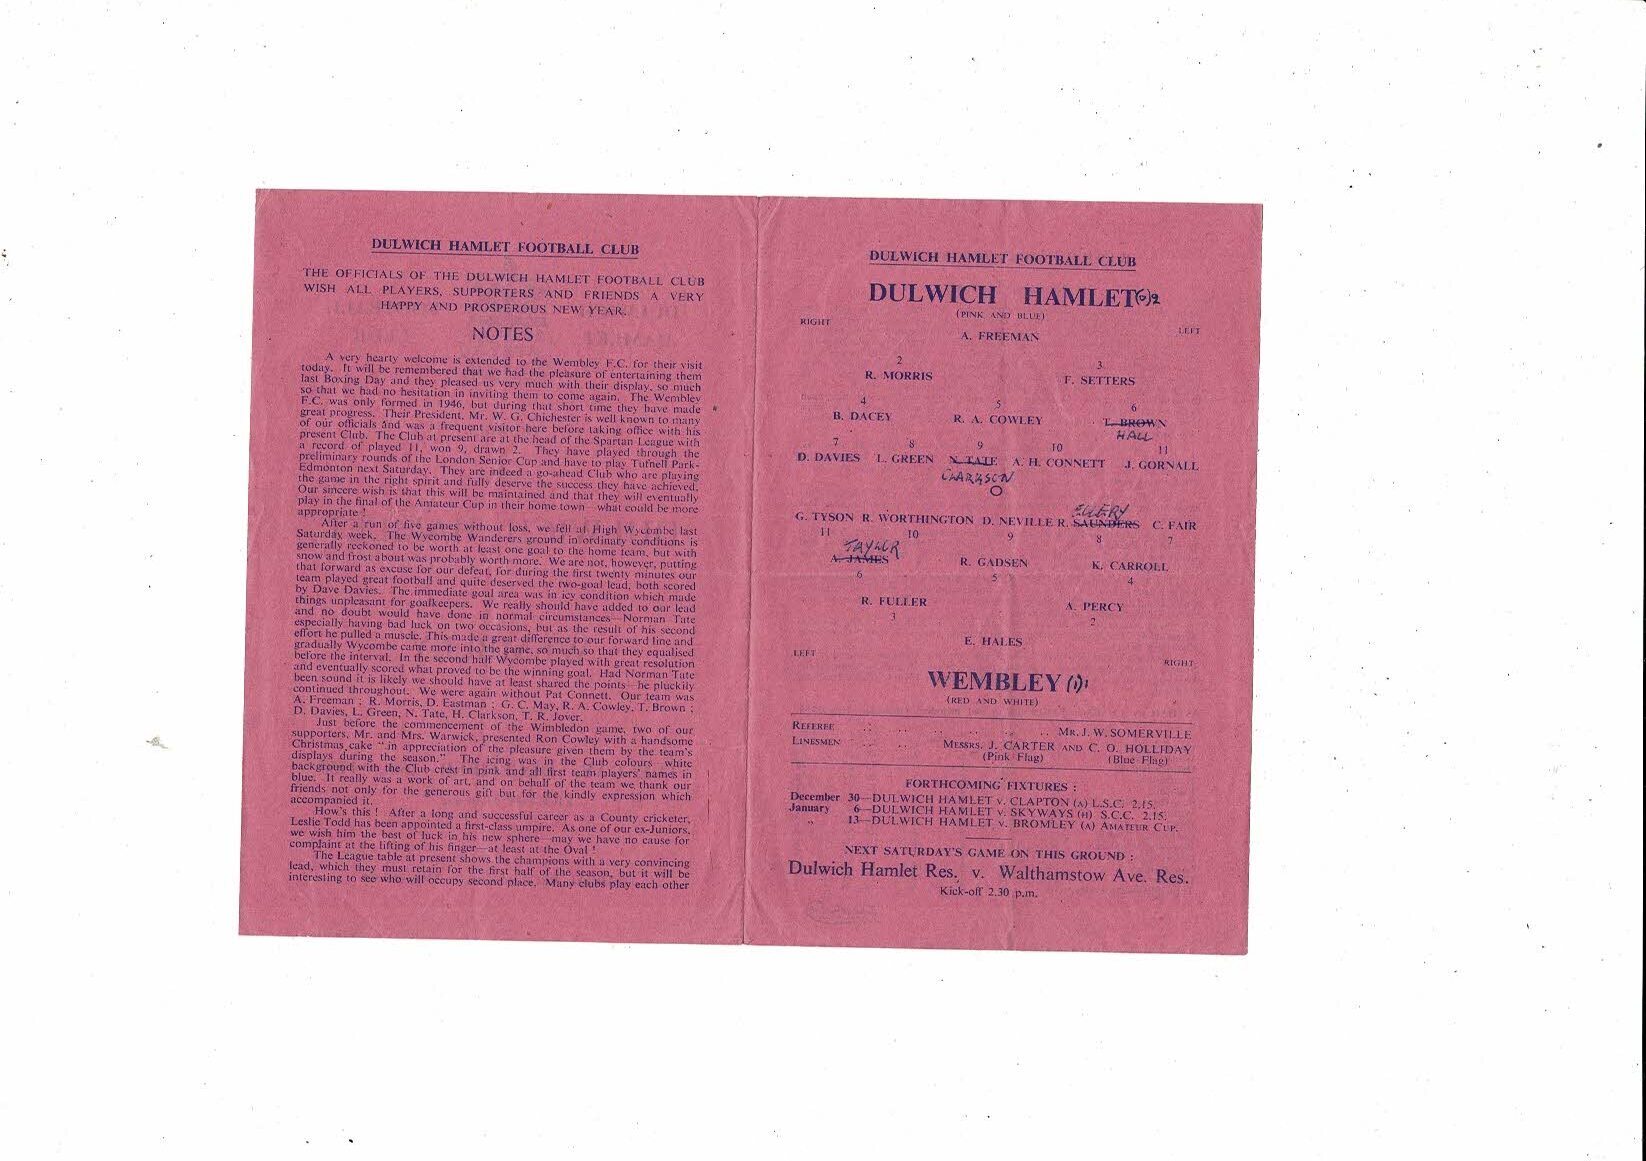 DULWICH HAMLET FOOTBALL CLUB
THE OFFICIALS OF THE DULWICH HAMLET FOOTBALL CLUB
WISH ALL PLAYERS, SUPPORTERS AND FRIENDS A VERY
HAPPY AND PROSPEROUS NEW YEAR.
NOTES
A very hearty welcome is extended to the Wembley F.C. for their visit
today. It will be remembered that we had the pleasure of entertaining them
last Boxing Day and they pleased us very much with their display, so much
so that we had no hesitation in inviting them to come again. The Wembley
F.C. was only formed in 1946, but during that short time they have made
great progress. Their President, Mr. W. G. Chichester is well known to many
of our officials and was a frequent visitor here before taking office with his
present Club. The Club at present are at the head of the Spartan League with
a record of played 11, won 9, drawn 2. They have played through the
preliminary rounds of the London Senior Cup and have to play Tufnell Park-
Edmonton next Saturday. They are indeed a go-ahead Club who are playing
the game in the right spirit and fully deserve the success they have achieved.
Our sincere wish is that this will be maintained and that they will eventually
play in the final of the Amateur Cup in their home town—what could be more
appropriate !
After a run of five games without loss, we fell at High Wycombe last
Saturday week. The Wycombe Wanderers ground in ordinary conditions is
generally reckoned to be worth at least one goal to the home team, but with
snow and frost about was probably worth more. We are not, however, putting
that forward as excuse for our defeat, for during the first twenty minutes our
team played great football and quite deserved the two-goal lead, both scored
by Dave Davies. The immediate goal area was in icy condition which made
things unpleasant for goalkeepers. We really should have added to our lead
and no doubt would have done in normal circumstances—Norman Tate
especially having bad luck on two occasions, but as the result of his second
effort he pulled a muscle. This made a great difference to our forward line and
gradually Wycombe came more into the game, so much so that they equalised
before the interval. In the second half Wycombe played with great resolution
and eventually scored what proved to be the winning goal. Had Norman Tate
been sound it is likely we should have at least shared the points—he pluckily
continued throughout. We were again without Pat Connett. Our team was
A. Freeman ; R. Morris, D. Eastman ; G. C. May, R. A. Cowley, T. Brown ;
D. Davies, L. Green, N. Tate, H. Clarkson, T. R. Jover.
Just before the commencement of the Wimbledon game, two of our
supporters, Mr. and Mrs. Warwick, presented Ron Cowley with a handsome
Christmas cake "in appreciation of the pleasure given them by the team's
displays during the season." The icing was in the Club colours—white
background with the Club crest in pink and all first team players' names in
blue. It really was a work of art, and on behalf of the team we thank our
friends not only for the generous gift but for the kindly expression which
accompanied it.
How's this ! After a long and successful career as a County cricketer,
Leslie Todd has been appointed a first-class umpire. As one of our ex-Juniors,
we wish him the best of luck in his new sphere—may we have no cause for
complaint at the lifting of his finger—at least at the Oval !
The League table at present shows the champions with a very convincing
lead, which they must retain for the first half of the season, but it will be
interesting to see who will occupy second place. Many clubs play each other
DULWICH HAMLET FOOTBALL CLUB
DULWICH HAMLET (0) 2
(PINK AND BLUE)
RIGHT LEFT
A. FREEMAN
2 3
R. MORRIS F. SETTERS
4 5 6
B. DACEY R. A. COWLEY T. BROWN
HALL
7 8 9 10 11
D. DAVIES L. GREEN N. TATE A. H. CONNETT J. GORNALL
CLARKSON
O
ELLERY
G. TYSON R. WORTHINGTON D. NEVILLE R. SAUNDERS C. FAIR
11 10 9 8 7
TAYLOR
A. JAMES R. GADSEN K. CARROLL
6 5 4
R. FULLER A. PERCY
3 2
E. HALES
LEFT RIGHT
WEMBLEY (1) 1
(RED AND WHITE)
REFEREE .. .. .. .. .. .. MR. J. W. SOMERVILLE
LINESMEN .. .. MESSRS. J. CARTER AND C. O. HOLLIDAY
(Pink Flag) (Blue Flag)
FORTHCOMING FIXTURES :
December 30—DULWICH HAMLET v. CLAPTON (A) L.S.C. 2.15.
January 6—DULWICH HAMLET v. SKYWAYS (H) S.C.C. 2.15.
„ 13—DULWICH HAMLET v. BROMLEY (A) AMATEUR CUP.
NEXT SATURDAY'S GAME ON THIS GROUND :
Dulwich Hamlet Res. v. Walthamstow Ave. Res.
Kick-off 2.30 p.m.